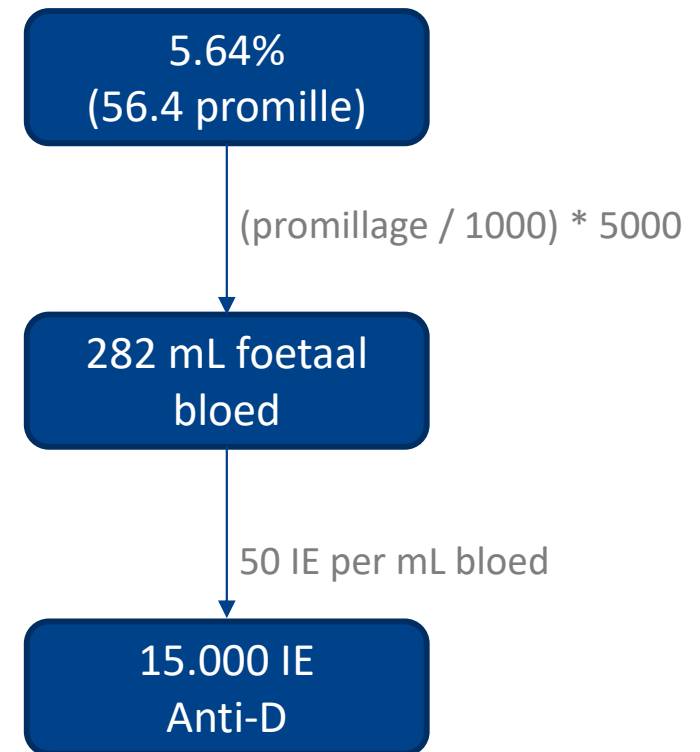 5.64%
(56.4 promille)
(promillage / 1000) * 5000
282 mL foetaal
bloed
50 IE per mL bloed
15.000 IE
Anti-D